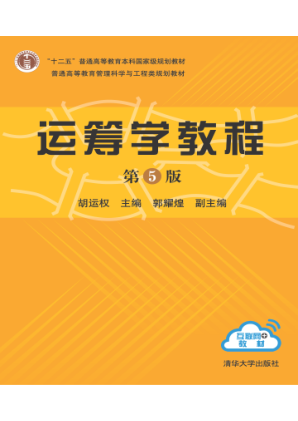 “十二五”普通高等教育本科国家级规划教材
普通高等教育管理科学与工程类规划教材
运筹学教程
第5版
胡运权 主编 郭耀煌 副主编
互联网+
教材
清华大学出版社